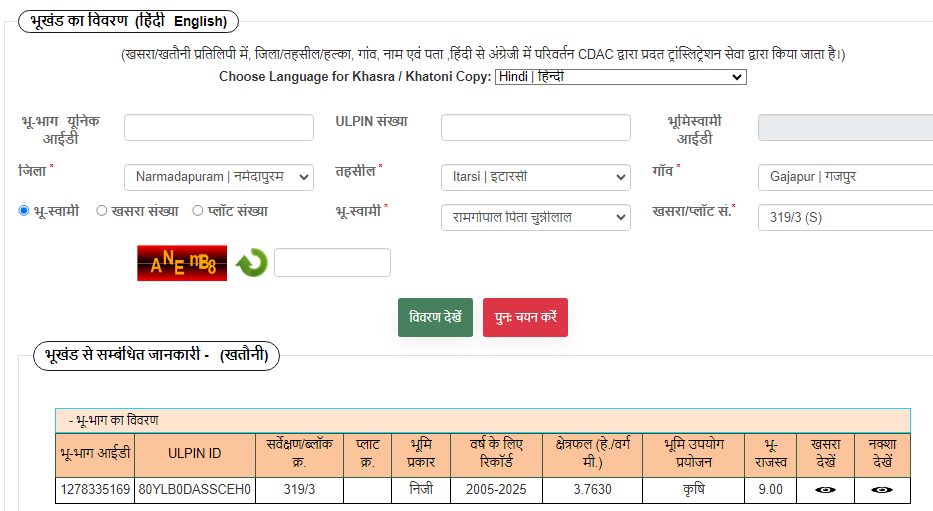 भूखंड का विवरण (हिंदी English)
(खसरा/खतौनी प्रतिलिपी में, जिला/तहसील/हल्का, गांव, नाम एवं पता ,हिंदी से अंग्रेजी में परिवर्तन CDAC द्वारा प्रदत ट्रांस्लिट्रेशन सेवा द्वारा किया जाता है।)
Choose Language for Khasra / Khatoni Copy: Hindi | हिन्दी
भू-भाग यूनिक आईडी
ULPIN संख्या
भूमिस्वामी आईडी
जिला * Narmadapuram | नर्मदापुरम
तहसील * Itarsi | इटारसी
गाँव * Gajapur | गजपुर
भू-स्वामी खसरा संख्या प्लॉट संख्या
भू-स्वामी * रामगोपाल पिता चुन्नीलाल
खसरा/प्लॉट सं.* 319/3 (S)
ANEmB8
विवरण देखें पुनः चयन करें
भूखंड से सम्बंधित जानकारी - (खतौनी)
- भू-भाग का विवरण
भू-भाग आईडी ULPIN ID सर्वेक्षण/ब्लॉक क्र. प्लाट क्र. भूमि प्रकार वर्ष के लिए रिकॉर्ड क्षेत्रफल (हे./वर्ग मी.) भूमि उपयोग प्रयोजन भू-राजस्व खसरा देखें नक्शा देखें
1278335169 80YLB0DASSCEH0 319/3 निजी 2005-2025 3.7630 कृषि 9.00